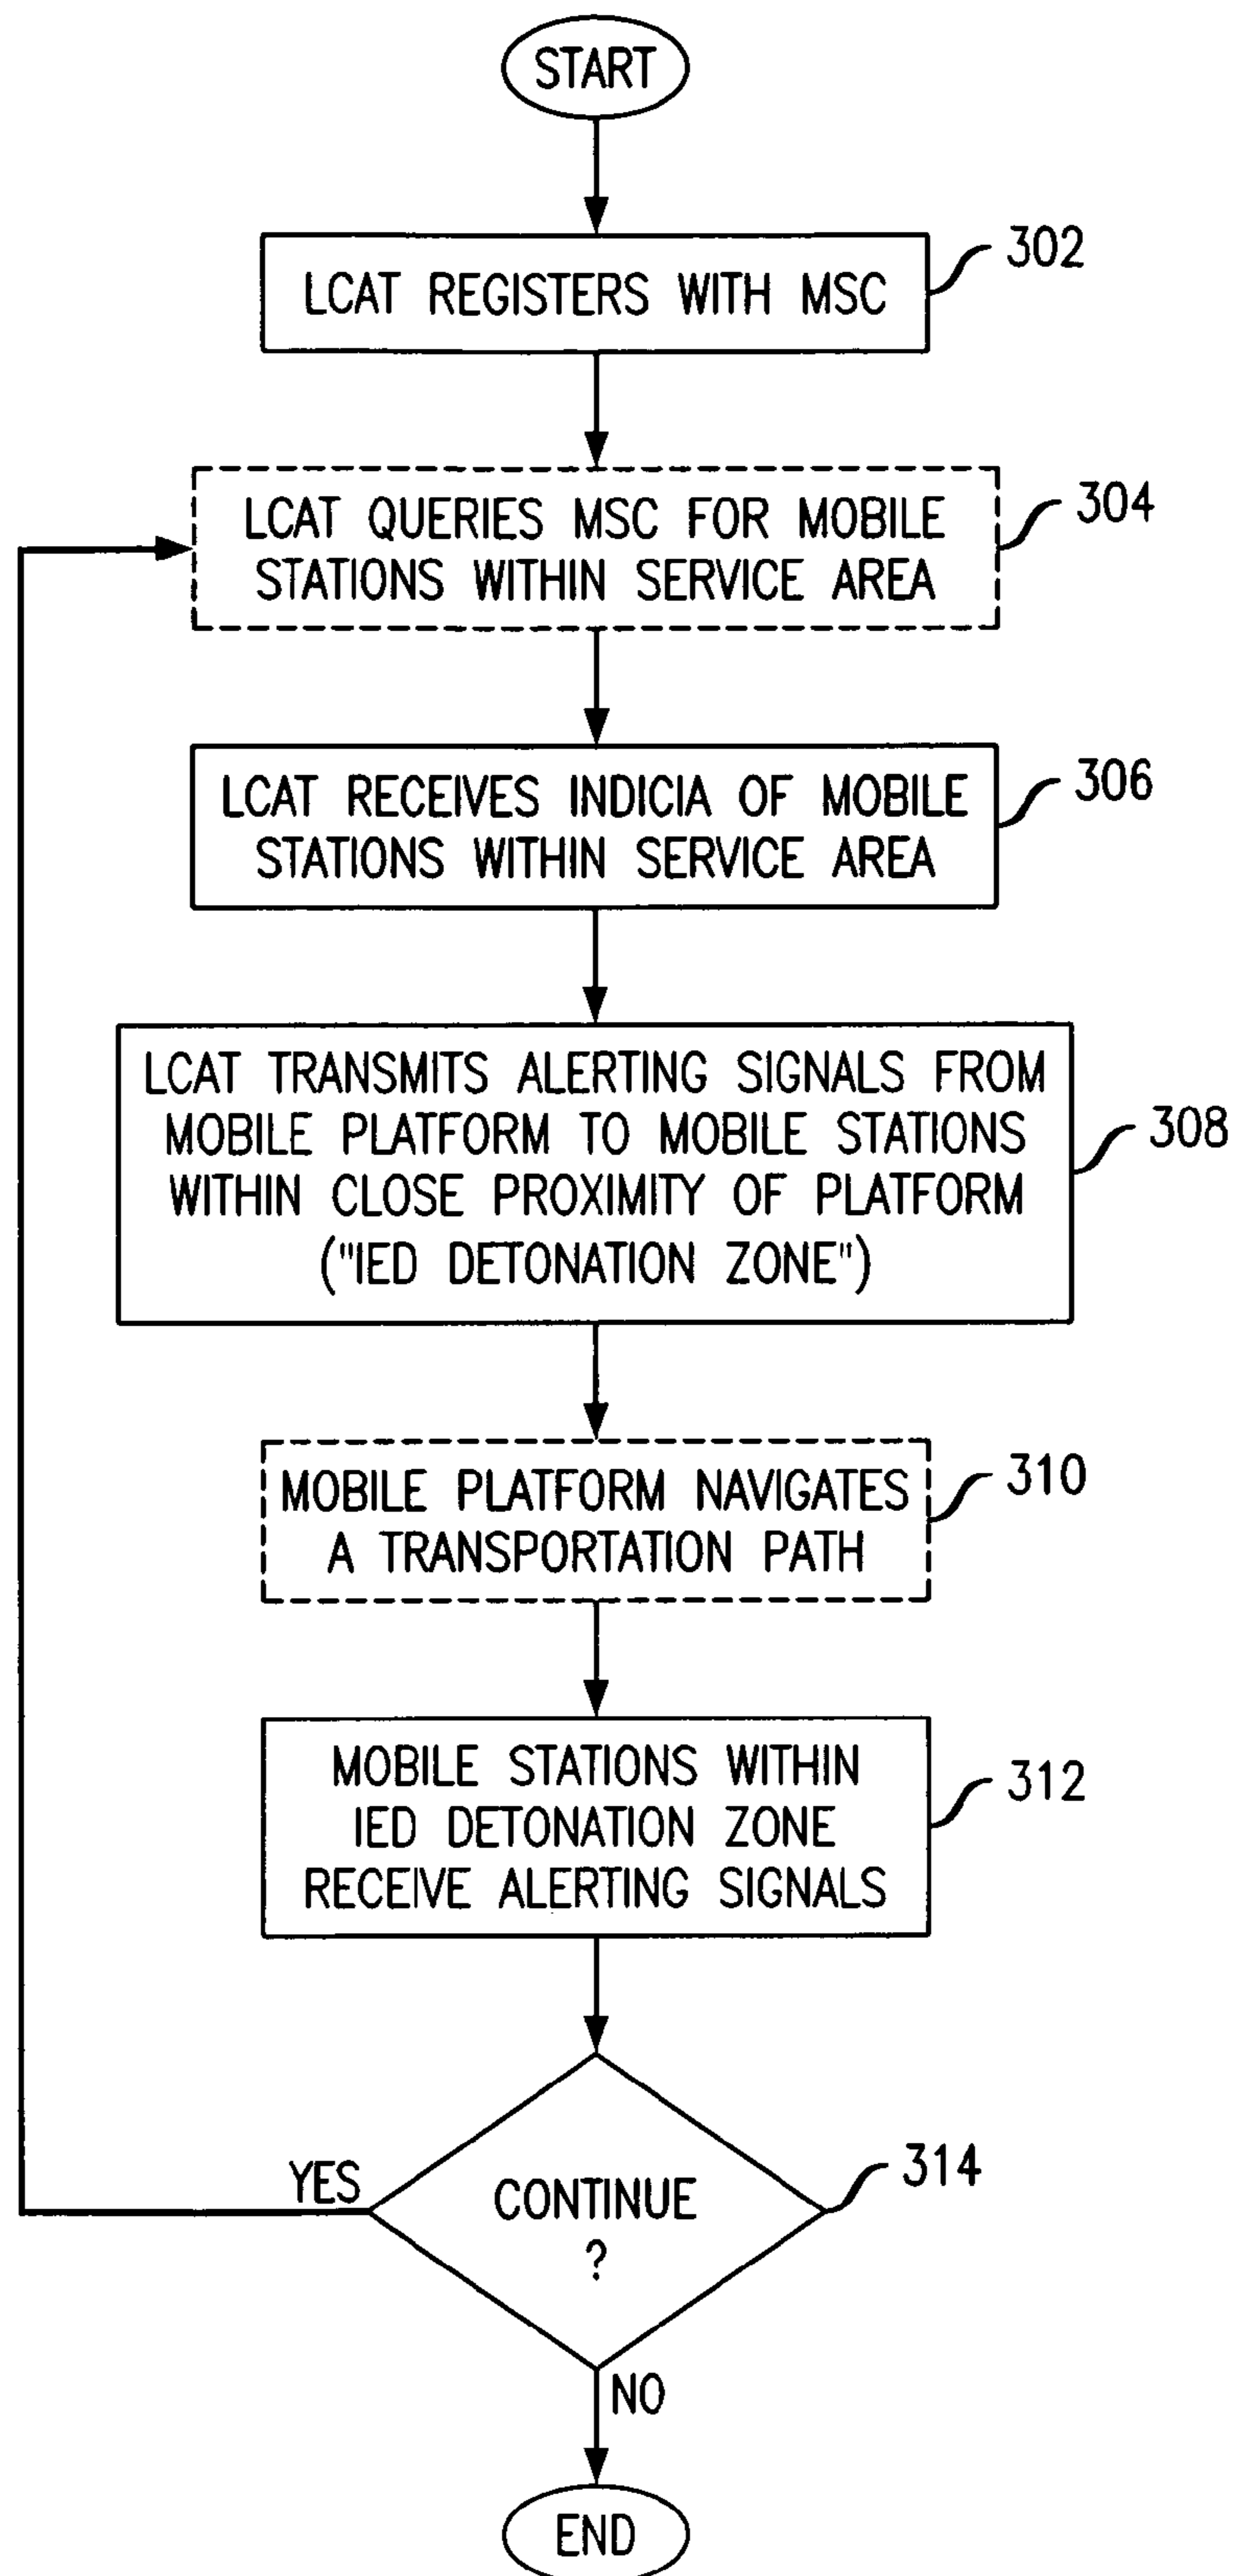 START
LCAT REGISTERS WITH MSC
302
LCAT QUERIES MSC FOR MOBILE
STATIONS WITHIN SERVICE AREA
304
LCAT RECEIVES INDICIA OF MOBILE
STATIONS WITHIN SERVICE AREA
306
LCAT TRANSMITS ALERTING SIGNALS FROM
MOBILE PLATFORM TO MOBILE STATIONS
WITHIN CLOSE PROXIMITY OF PLATFORM
("IED DETONATION ZONE")
308
MOBILE PLATFORM NAVIGATES
A TRANSPORTATION PATH
310
MOBILE STATIONS WITHIN
IED DETONATION ZONE
RECEIVE ALERTING SIGNALS
312
YES
CONTINUE
?
314
NO
END